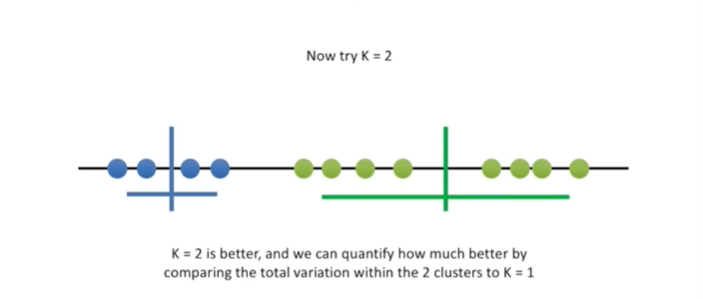 Now try K = 2
K = 2 is better, and we can quantify how much better by
comparing the total variation within the 2 clusters to K = 1